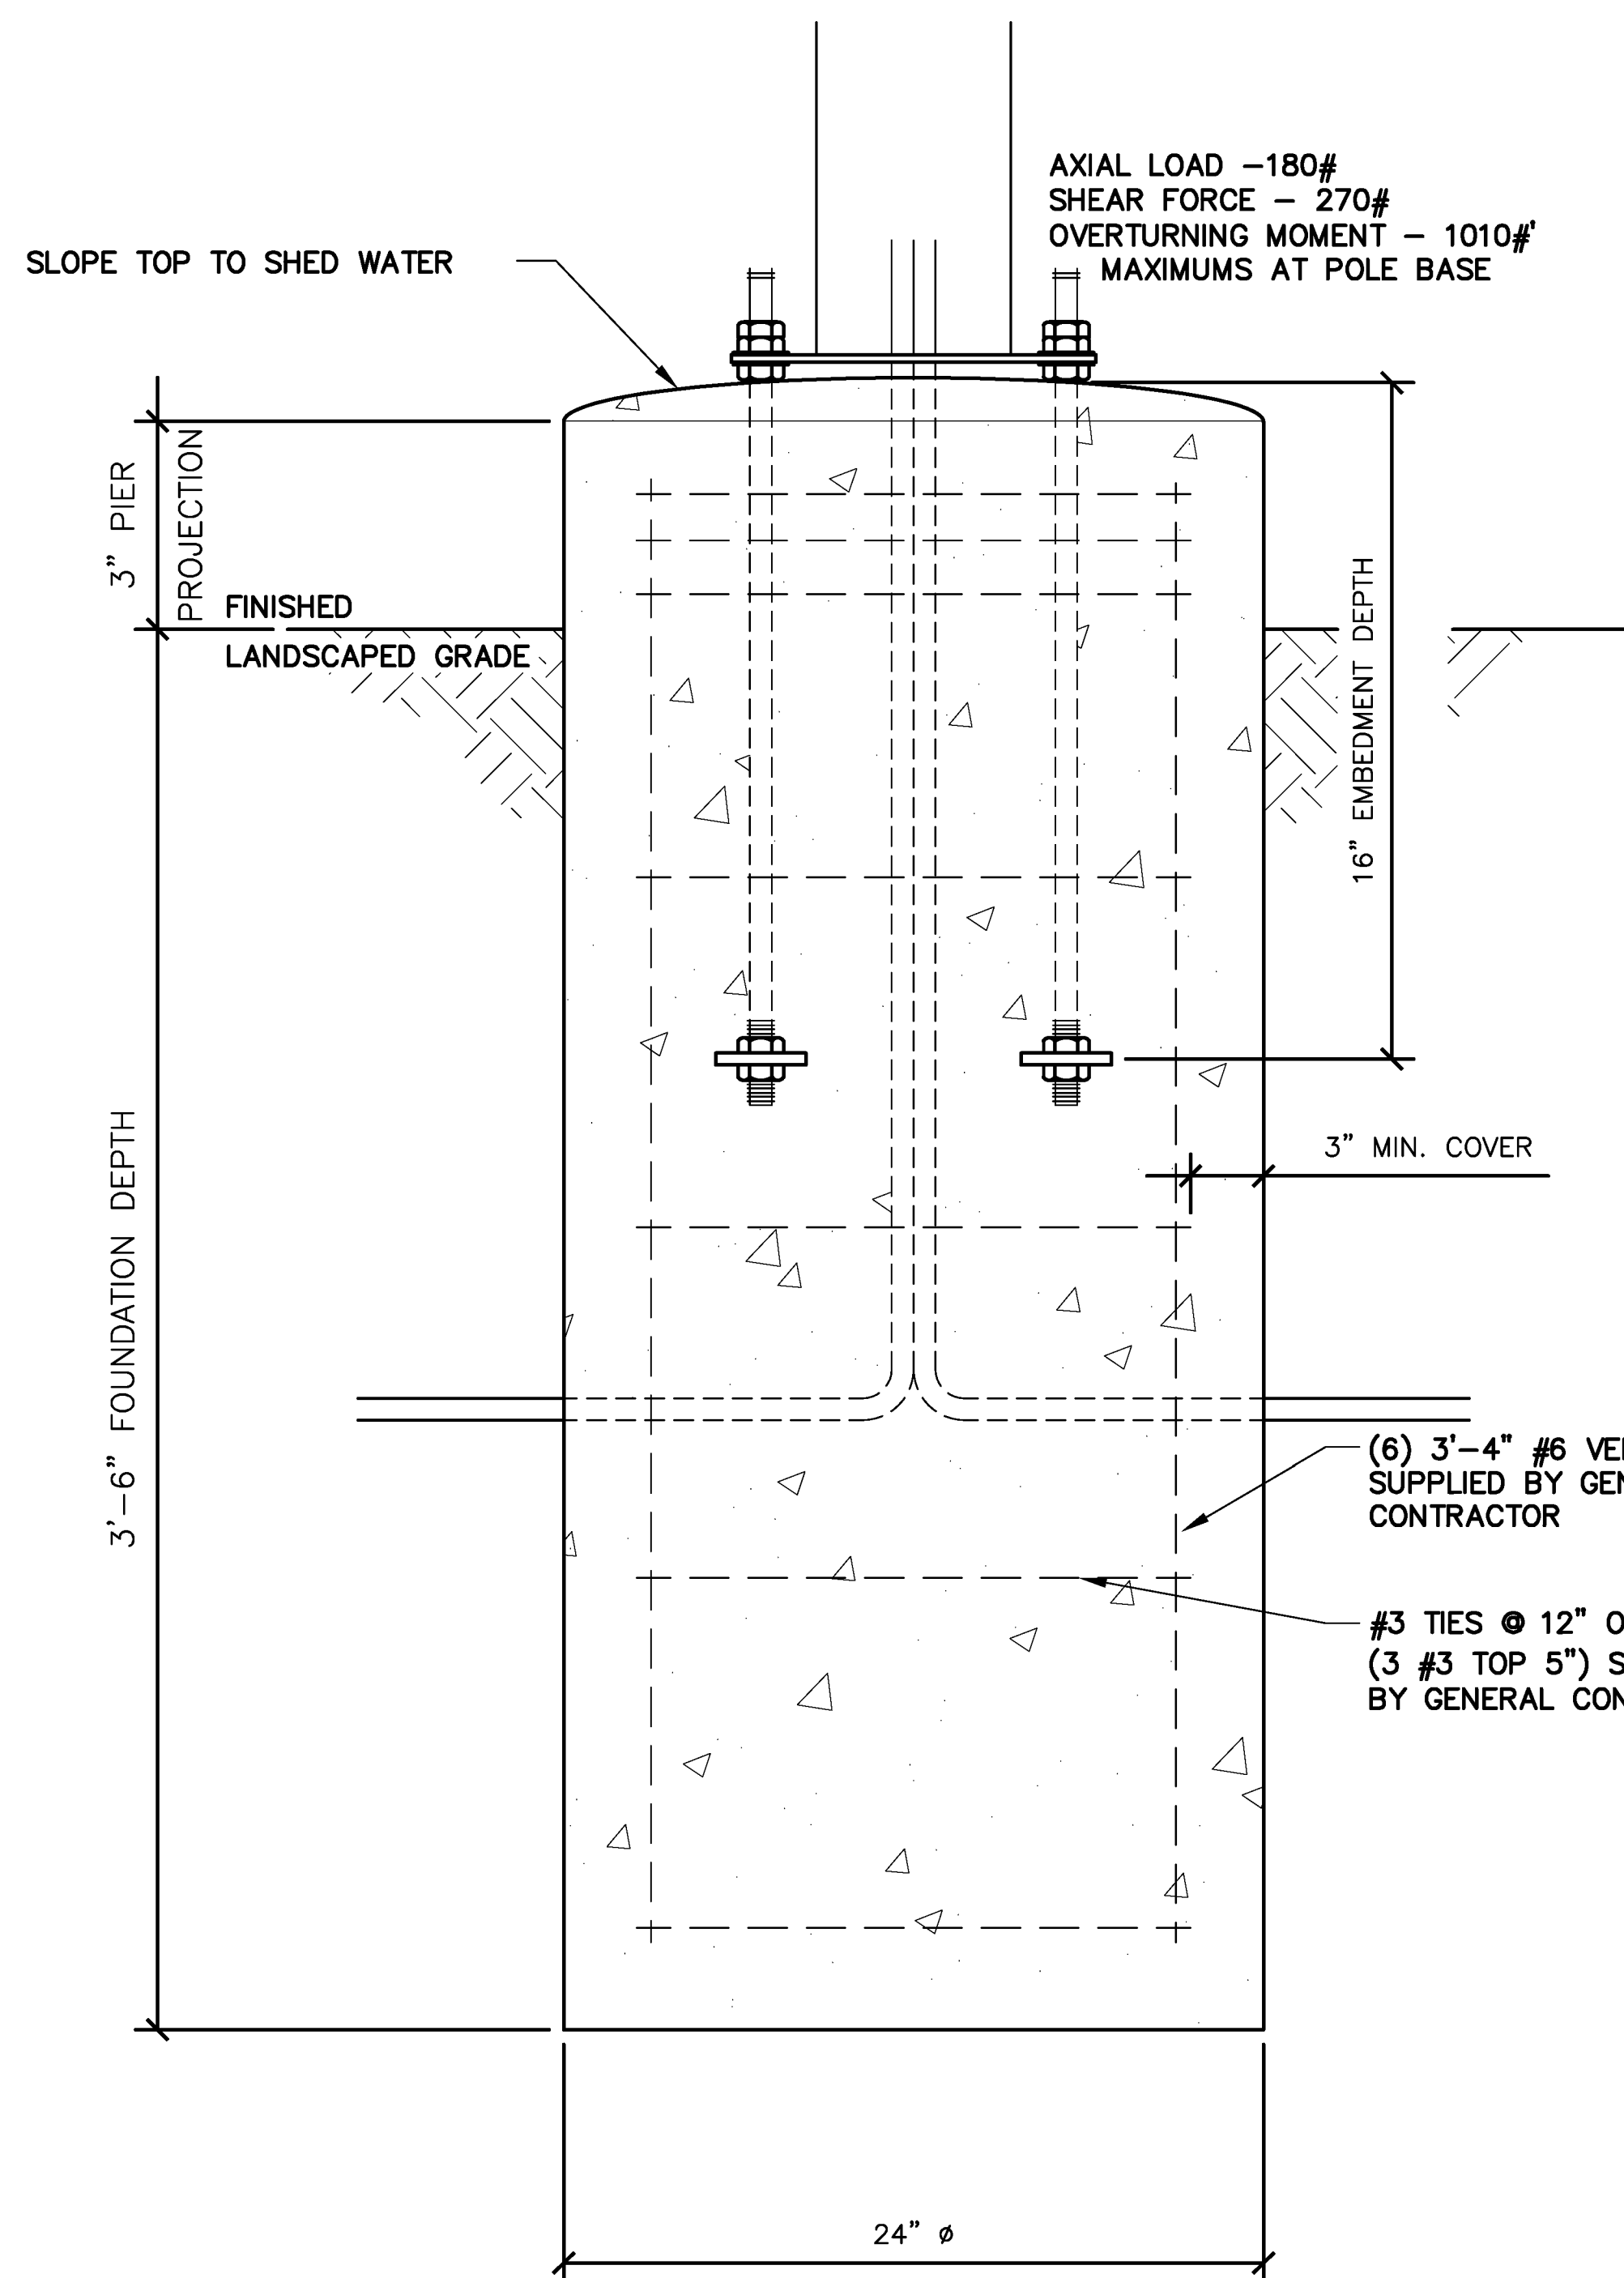 AXIAL LOAD -180#
SHEAR FORCE - 270#
OVERTURNING MOMENT - 1010#'
MAXIMUMS AT POLE BASE
SLOPE TOP TO SHED WATER
3" PIER
PROJECTION
FINISHED
LANDSCAPED GRADE
16" EMBEDMENT DEPTH
3" MIN. COVER
3'-6" FOUNDATION DEPTH
(6) 3'-4" #6
SUPPLIED BY
CONTRACTOR
#3 TIES @ 12"
(3 #3 TOP 5")
BY GENERAL
24" ø